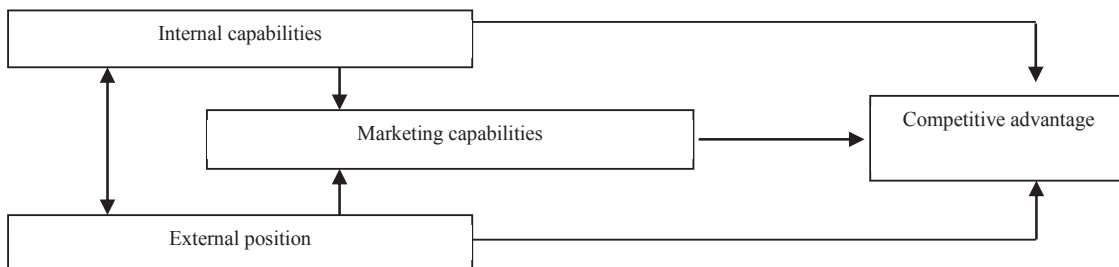 Internal capabilities
Marketing capabilities
Competitive advantage
External position